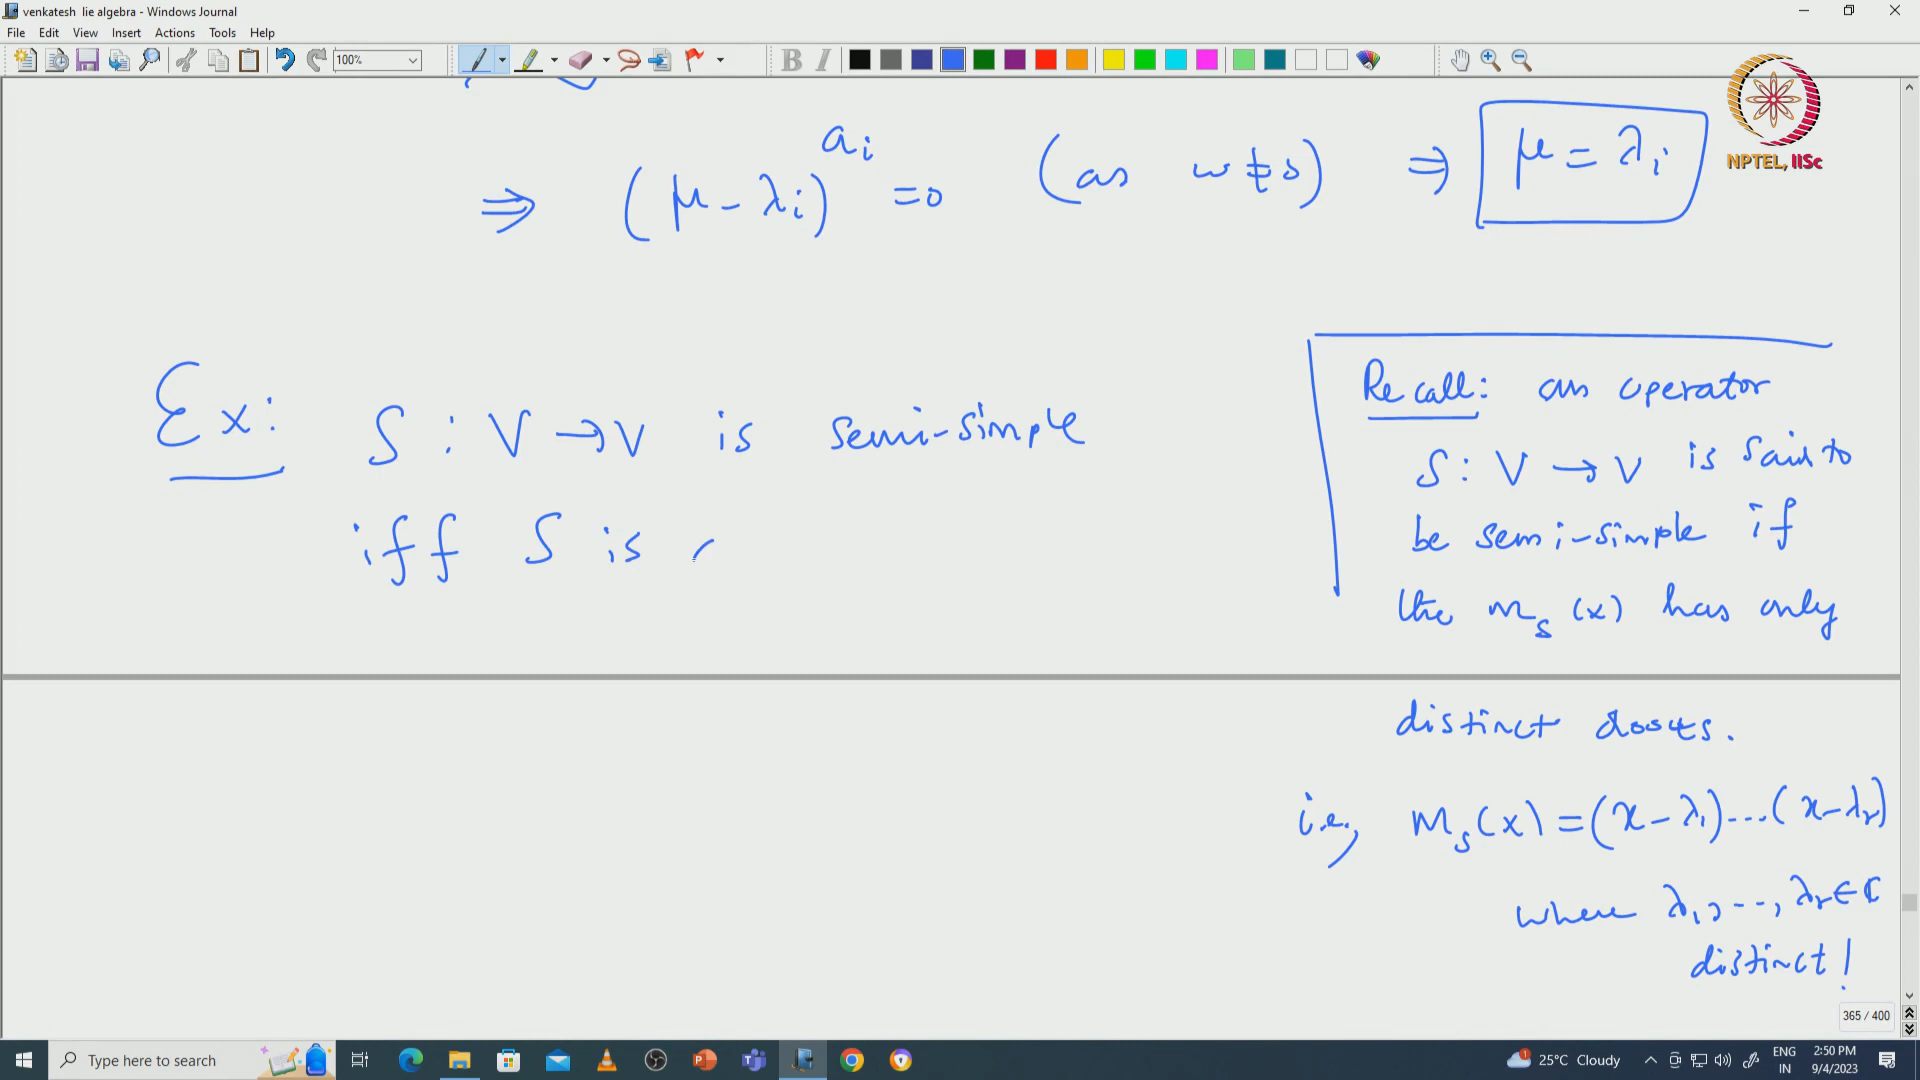 venkatesh lie algebra - Windows Journal
File Edit View Insert Actions Tools Help
100%
NPTEL, IISc
⇒ (μ - λi)^ai = 0 (as w ≠ 0) ⇒ μ = λi
Ex: S : V → V is semi-simple
iff S is
Recall: an operator
S : V → V is said to
be semi-simple if
the m_s(x) has only
distinct roots.
i.e., m_s(x) = (x - λ1)...(x - λr)
where λ1, ..., λr ∈ ℂ
distinct!
365 / 400
Type here to search
25°C Cloudy
ENG
IN
2:50 PM
9/4/2023